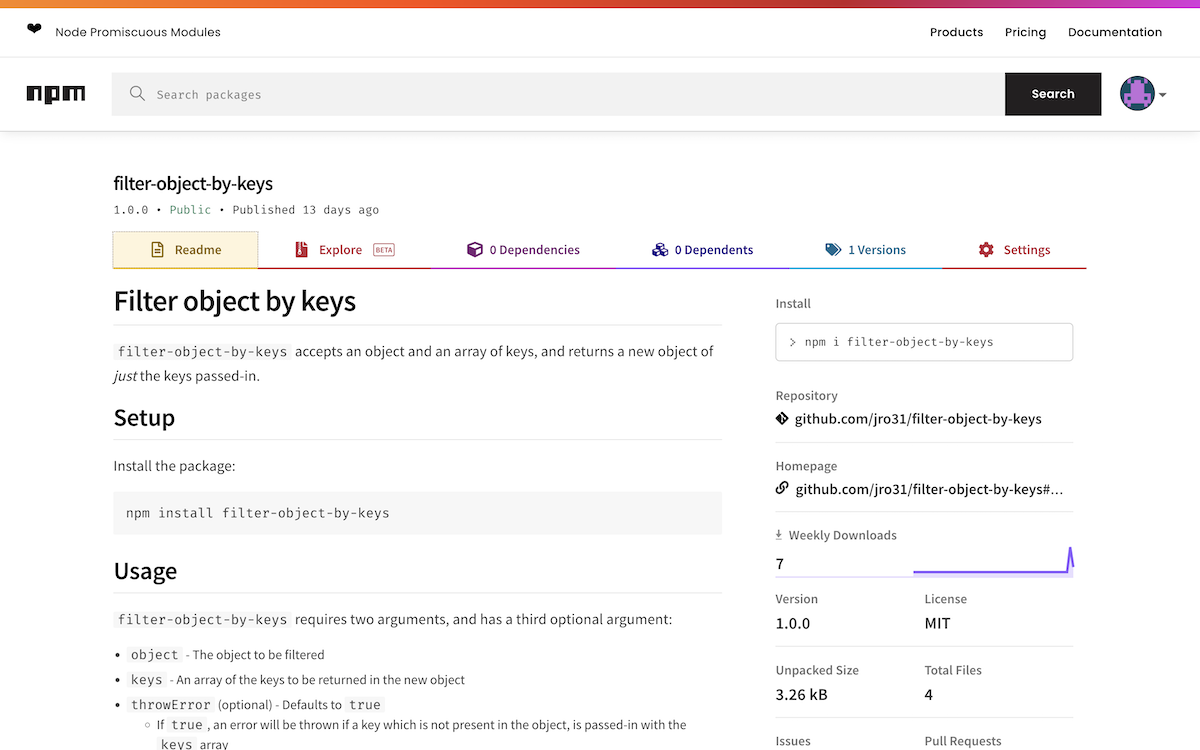 Node Promiscuous Modules
Products Pricing Documentation
npm
Search packages
Search
filter-object-by-keys
1.0.0 • Public • Published 13 days ago
Readme
Explore BETA
0 Dependencies
0 Dependents
1 Versions
Settings
Filter object by keys
filter-object-by-keys accepts an object and an array of keys, and returns a new object of
just the keys passed-in.
Setup
Install the package:
npm install filter-object-by-keys
Usage
filter-object-by-keys requires two arguments, and has a third optional argument:
• object - The object to be filtered
• keys - An array of the keys to be returned in the new object
• throwError (optional) - Defaults to true
◦ If true, an error will be thrown if a key which is not present in the object, is passed-in with the
keys array
Install
> npm i filter-object-by-keys
Repository
github.com/jro31/filter-object-by-keys
Homepage
github.com/jro31/filter-object-by-keys#...
Weekly Downloads
7
Version
1.0.0
License
MIT
Unpacked Size
3.26 kB
Total Files
4
Issues
Pull Requests